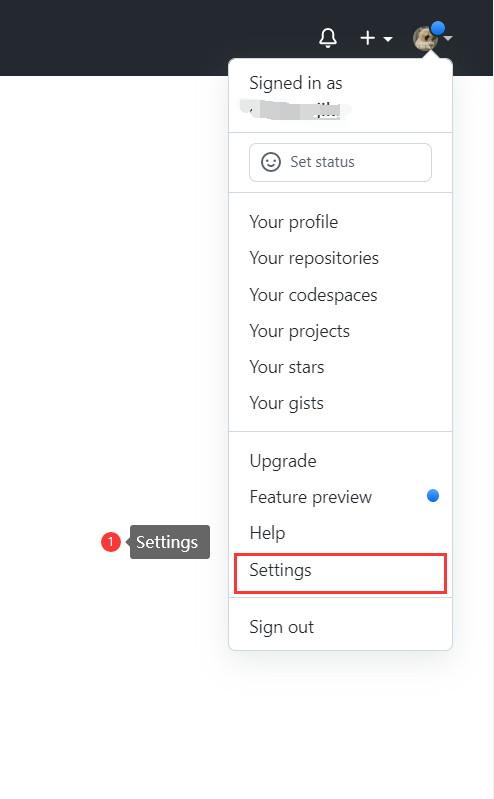 Signed in as
Set status
Your profile
Your repositories
Your codespaces
Your projects
Your stars
Your gists
Upgrade
Feature preview
Help
1 Settings
Settings
Sign out